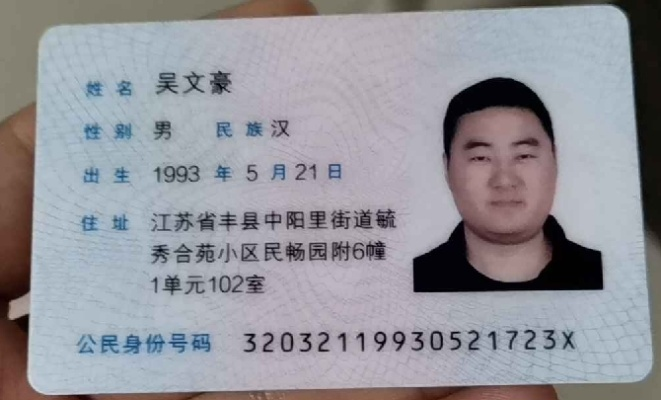 姓名 吴文豪
性别 男 民族 汉
出生 1993 年 5 月 21 日
住址 江苏省丰县中阳里街道毓
秀合苑小区民畅园附6幢
1单元102室
公民身份号码 32032119930521723X